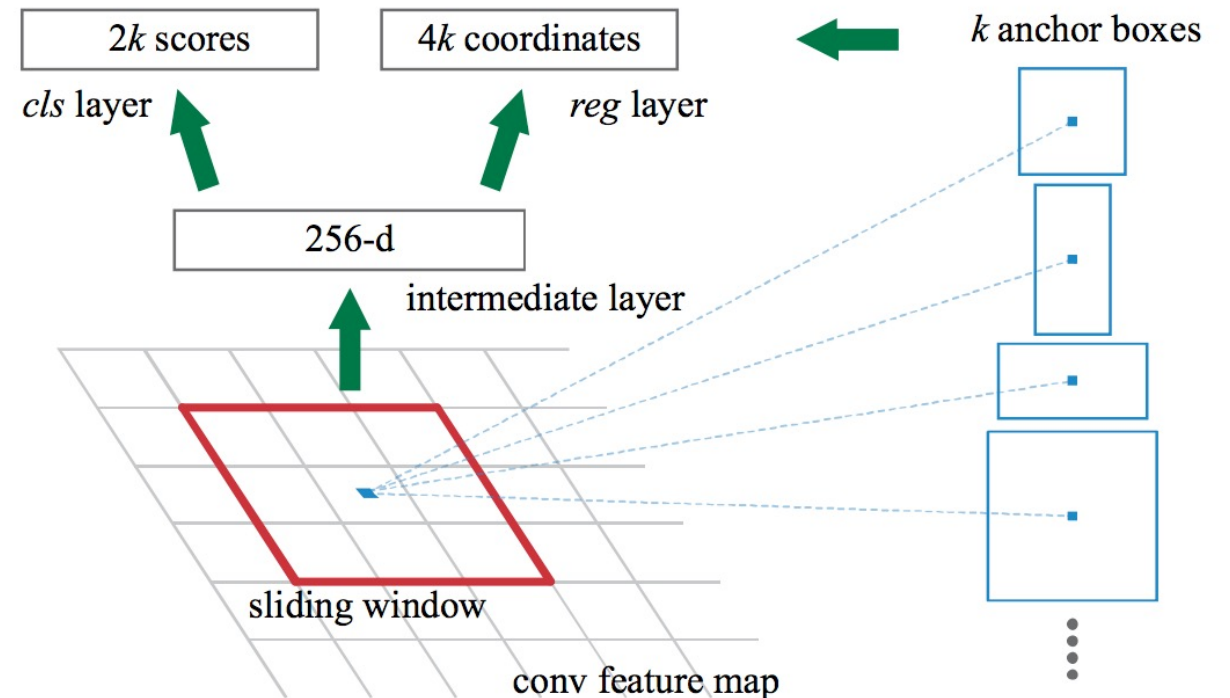 2k scores
4k coordinates
k anchor boxes
cls layer
reg layer
256-d
intermediate layer
sliding window
conv feature map